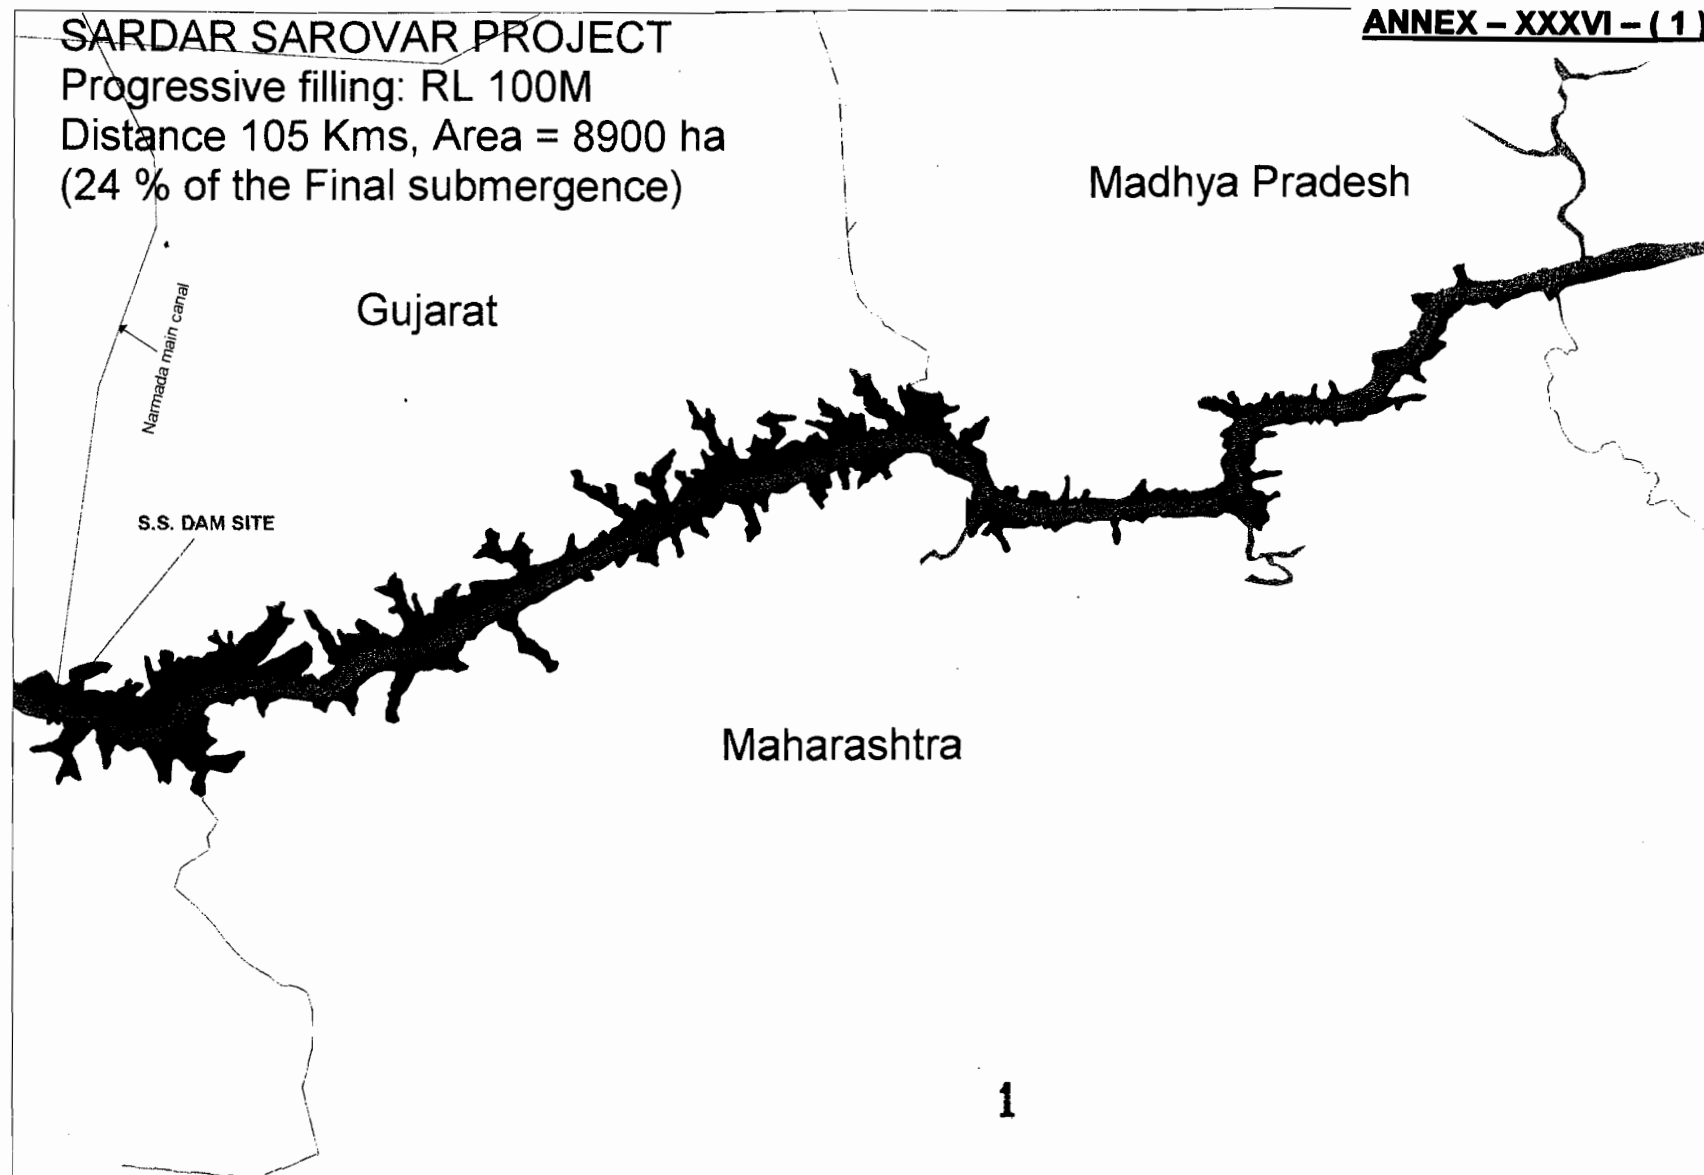 ANNEX – XXXVI – ( 1 )
SARDAR SAROVAR PROJECT
Progressive filling: RL 100M
Distance 105 Kms, Area = 8900 ha
(24 % of the Final submergence)
Madhya Pradesh
Gujarat
Narmada main canal
S.S. DAM SITE
Maharashtra
1